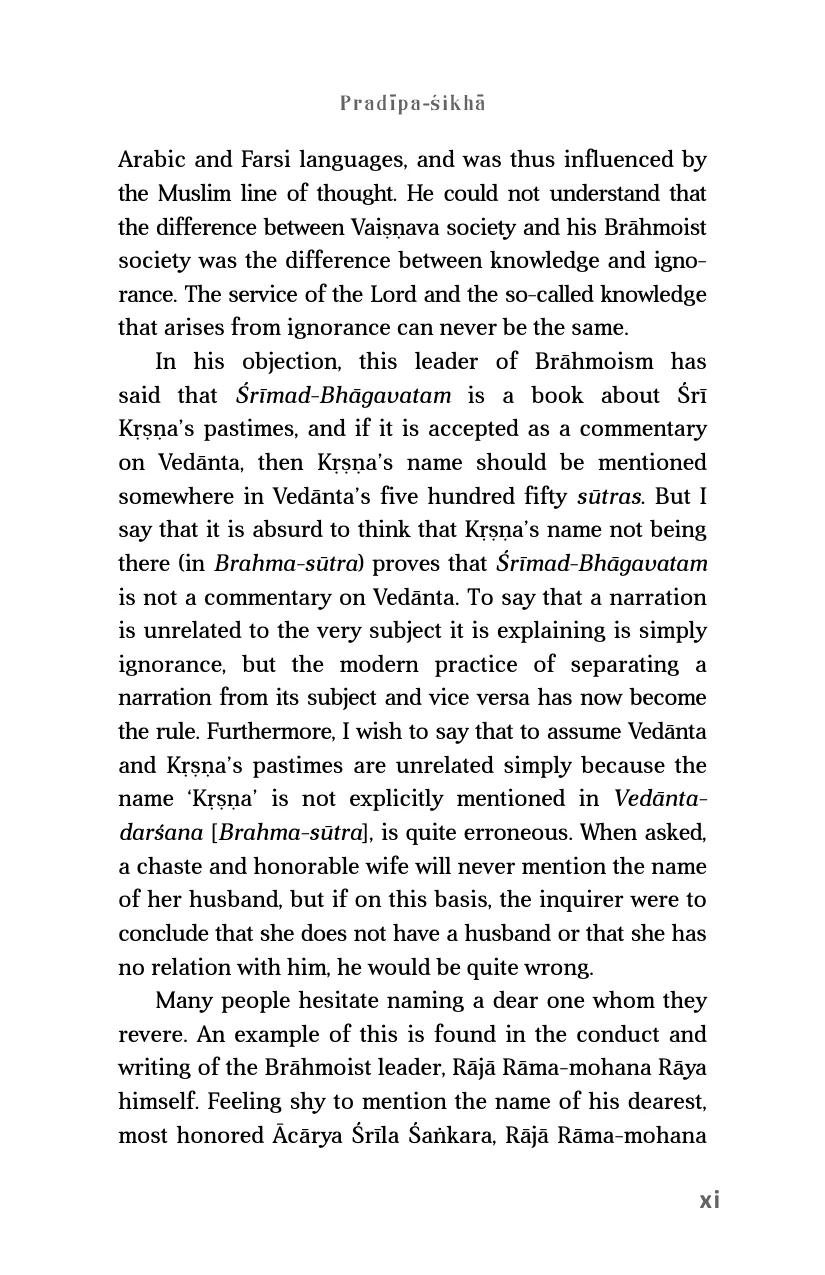 Pradīpa-śikhā
Arabic and Farsi languages, and was thus influenced by
the Muslim line of thought. He could not understand that
the difference between Vaiṣṇava society and his Brāhmoist
society was the difference between knowledge and igno-
rance. The service of the Lord and the so-called knowledge
that arises from ignorance can never be the same.
In his objection, this leader of Brāhmoism has
said that Śrīmad-Bhāgavatam is a book about Śrī
Kṛṣṇa’s pastimes, and if it is accepted as a commentary
on Vedānta, then Kṛṣṇa’s name should be mentioned
somewhere in Vedānta’s five hundred fifty sūtras. But I
say that it is absurd to think that Kṛṣṇa’s name not being
there (in Brahma-sūtra) proves that Śrīmad-Bhāgavatam
is not a commentary on Vedānta. To say that a narration
is unrelated to the very subject it is explaining is simply
ignorance, but the modern practice of separating a
narration from its subject and vice versa has now become
the rule. Furthermore, I wish to say that to assume Vedānta
and Kṛṣṇa’s pastimes are unrelated simply because the
name ‘Kṛṣṇa’ is not explicitly mentioned in Vedānta-
darśana [Brahma-sūtra], is quite erroneous. When asked,
a chaste and honorable wife will never mention the name
of her husband, but if on this basis, the inquirer were to
conclude that she does not have a husband or that she has
no relation with him, he would be quite wrong.
Many people hesitate naming a dear one whom they
revere. An example of this is found in the conduct and
writing of the Brāhmoist leader, Rājā Rāma-mohana Rāya
himself. Feeling shy to mention the name of his dearest,
most honored Ācārya Śrīla Śaṅkara, Rājā Rāma-mohana
xi